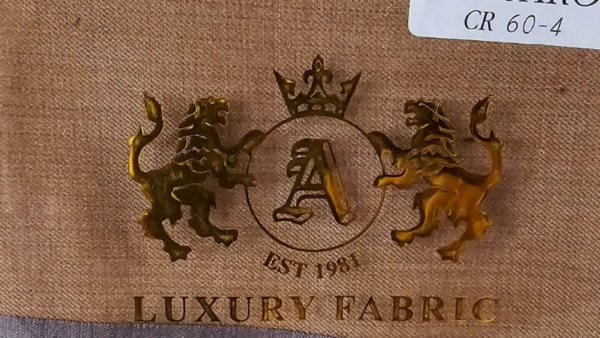 CR 60-4
A
EST 1981
LUXURY FABRIC